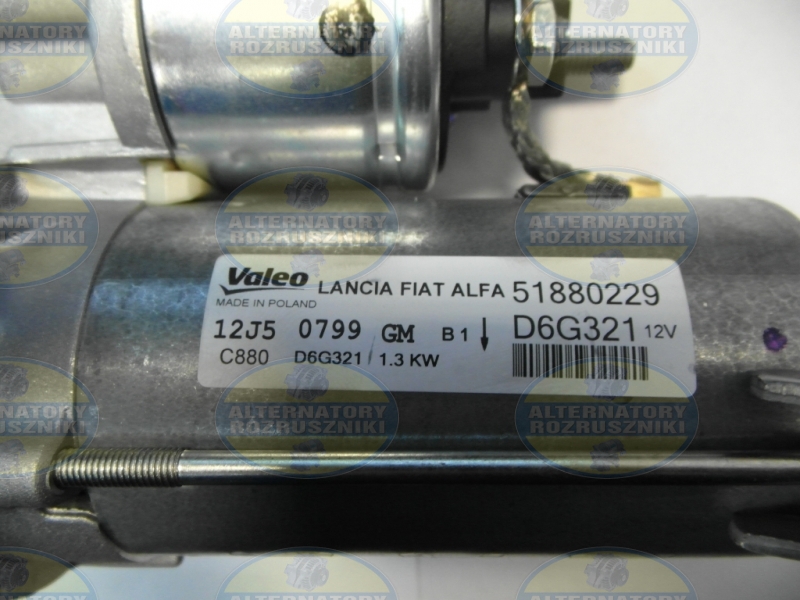 Valeo LANCIA FIAT ALFA 51880229
MADE IN POLAND
12J5 0799 GM B1 ↓ D6G321 12V
C880 D6G321 / 1.3 KW
ALTERNATORY
ROZRUSZNIKI